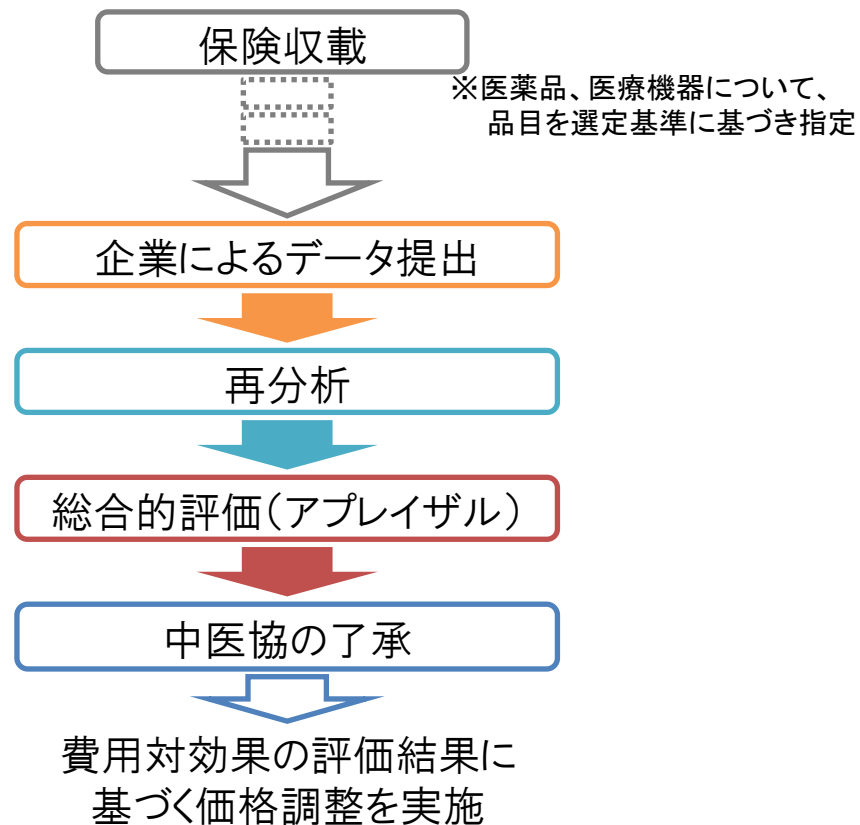 保険収載
※医薬品、医療機器について、
品目を選定基準に基づき指定
企業によるデータ提出
再分析
総合的評価（アプレイザル）
中医協の了承
費用対効果の評価結果に
基づく価格調整を実施